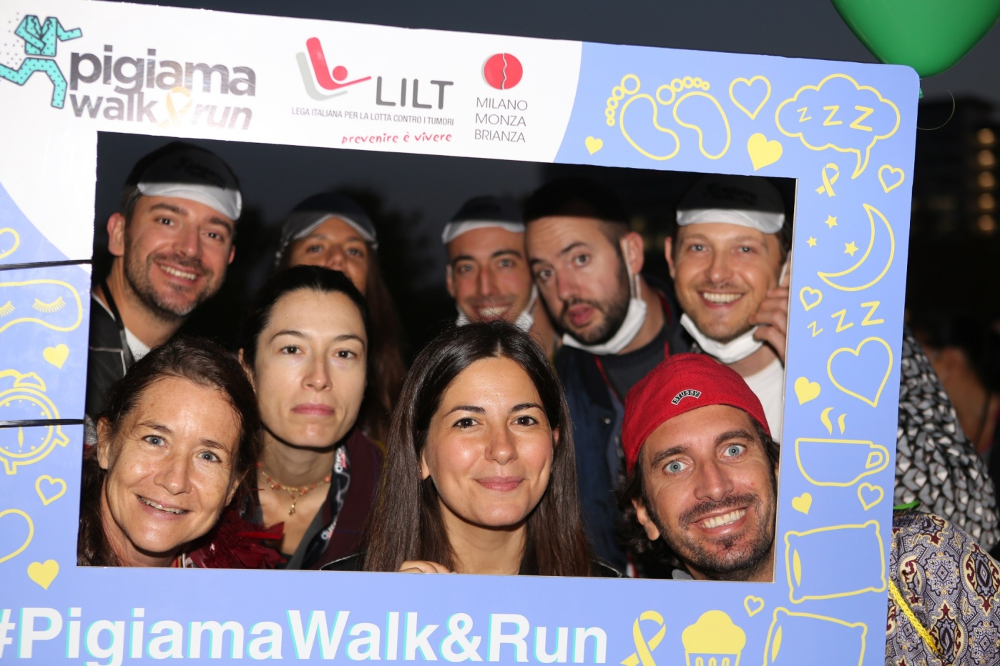 pigiama
walk&run
LILT
LEGA ITALIANA PER LA LOTTA CONTRO I TUMORI
prevenire è vivere
MILANO
MONZA
BRIANZA
z z z
z z z
STUSSY
#PigiamaWalk&Run